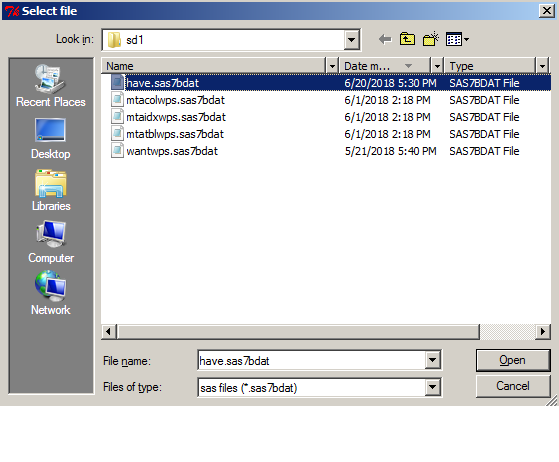 Select file
Look in: sd1
Name Date m... Type
have.sas7bdat 6/20/2018 5:30 PM SAS7BDAT File
mtacolwps.sas7bdat 6/1/2018 2:18 PM SAS7BDAT File
mtaidxwps.sas7bdat 6/1/2018 2:18 PM SAS7BDAT File
mtatblwps.sas7bdat 6/1/2018 2:18 PM SAS7BDAT File
wantwps.sas7bdat 5/21/2018 5:40 PM SAS7BDAT File
Recent Places
Desktop
Libraries
Computer
Network
File name: have.sas7bdat Open
Files of type: sas files (*.sas7bdat) Cancel